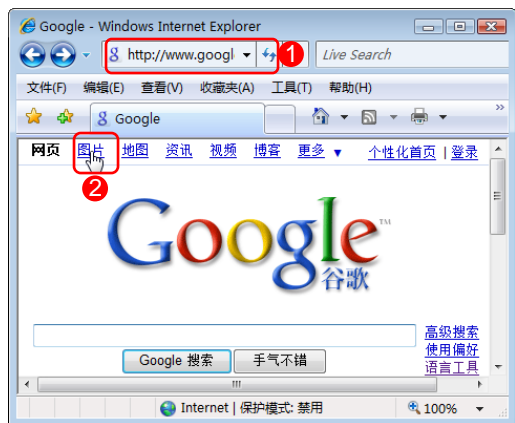 Google - Windows Internet Explorer
http://www.googl
1
Live Search
文件(F) 编辑(E) 查看(V) 收藏夹(A) 工具(T) 帮助(H)
Google
网页 图片 地图 资讯 视频 博客 更多 ▼ 个性化首页 | 登录
2
Google™
谷歌
高级搜索
使用偏好
语言工具
Google 搜索 手气不错
Internet | 保护模式: 禁用 100%